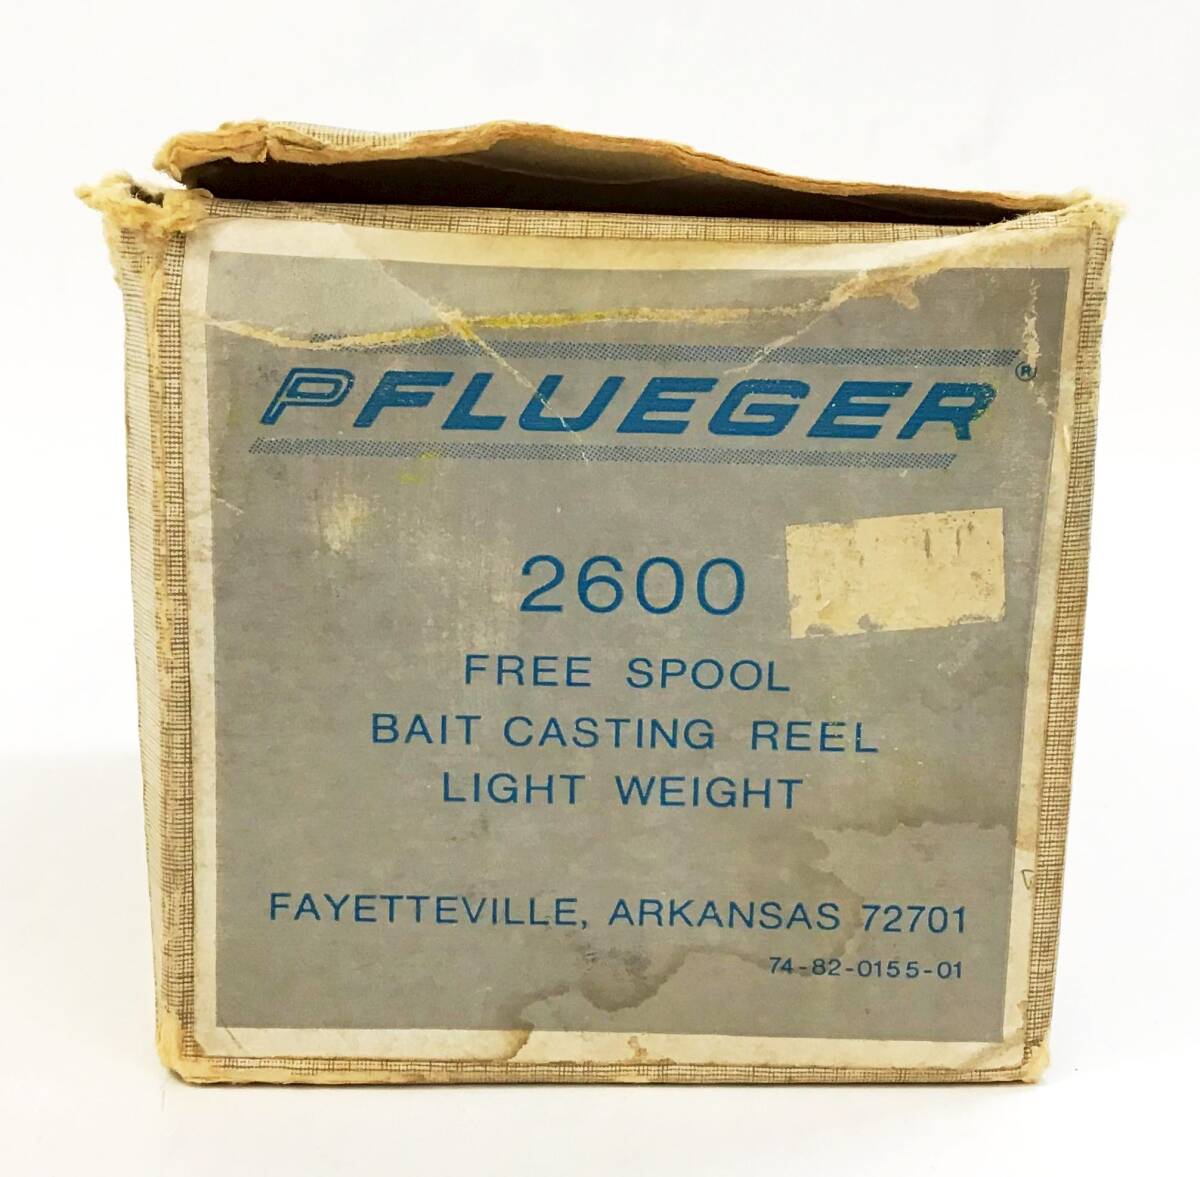 PFLUEGER®
2600
FREE SPOOL
BAIT CASTING REEL
LIGHT WEIGHT
FAYETTEVILLE, ARKANSAS 72701
74-82-0155-01